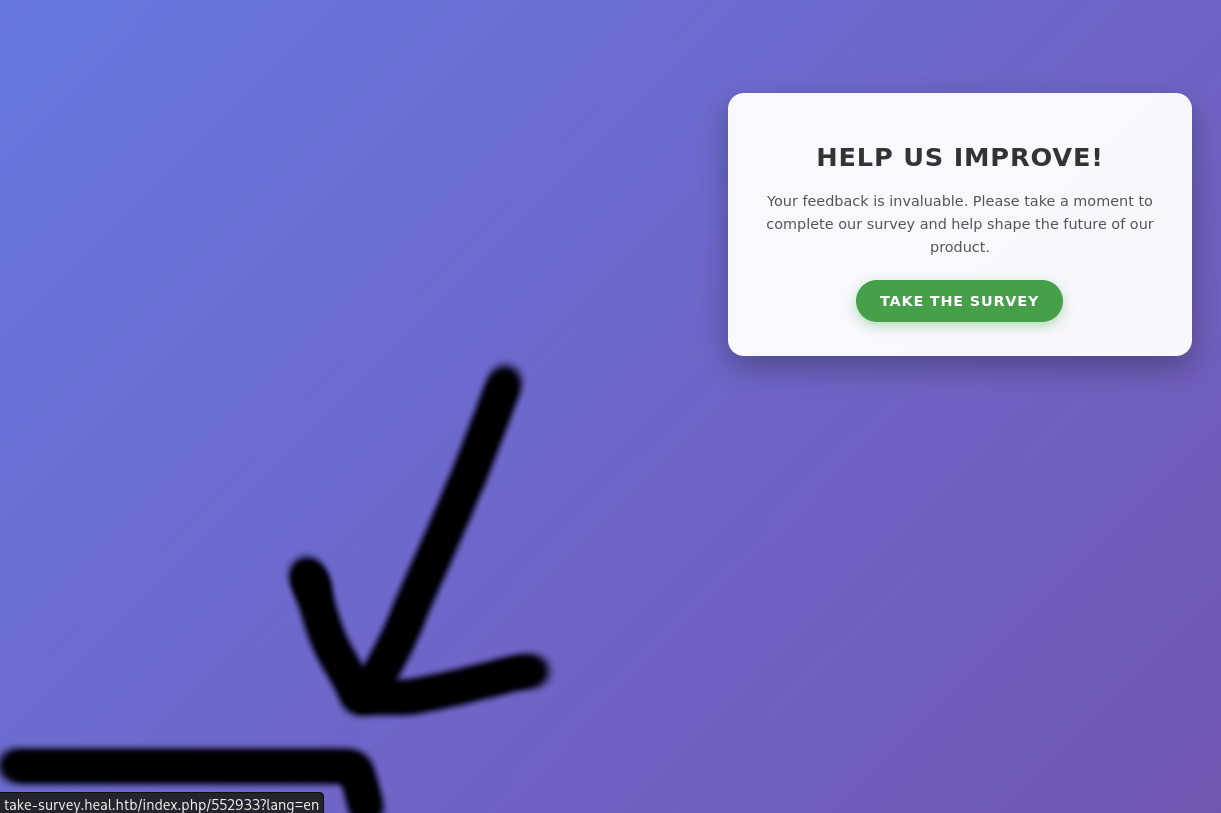 HELP US IMPROVE!
Your feedback is invaluable. Please take a moment to
complete our survey and help shape the future of our
product.
TAKE THE SURVEY
take-survey.heal.htb/index.php/552933?lang=en